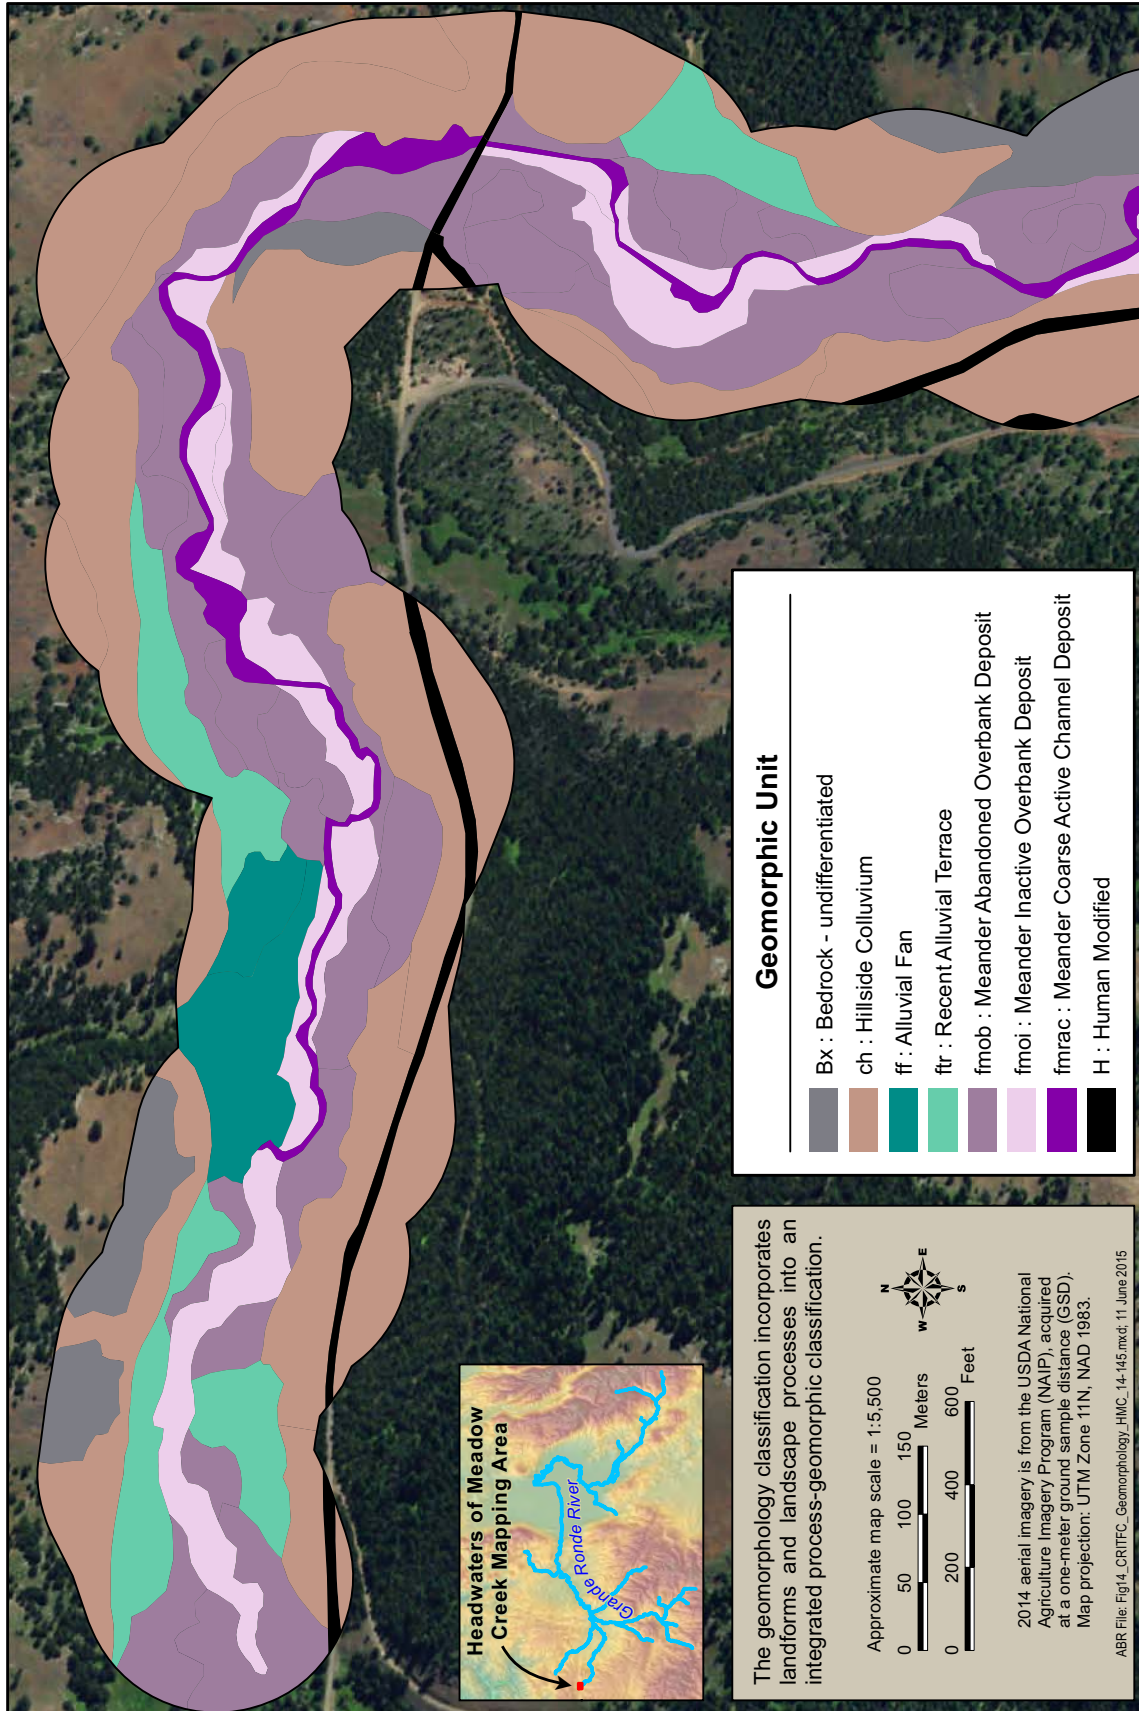 Geomorphic Unit
Bx : Bedrock - undifferentiated
ch : Hillside Colluvium
ff : Alluvial Fan
ftr : Recent Alluvial Terrace
fmob : Meander Abandoned Overbank Deposit
fmoi : Meander Inactive Overbank Deposit
fmrac : Meander Coarse Active Channel Deposit
H : Human Modified
Headwaters of Meadow
Creek Mapping Area
Grande Ronde River
The geomorphology classification incorporates
landforms and landscape processes into an
integrated process-geomorphic classification.
Approximate map scale = 1:5,500
0 50 100 150
Meters
0 200 400 600
Feet
N
W E
S
2014 aerial imagery is from the USDA National
Agriculture Imagery Program (NAIP), acquired
at a one-meter ground sample distance (GSD).
Map projection: UTM Zone 11N, NAD 1983.
ABR File: Fig14_CRITFC_Geomorphology_HMC_14-145.mxd; 11 June 2015